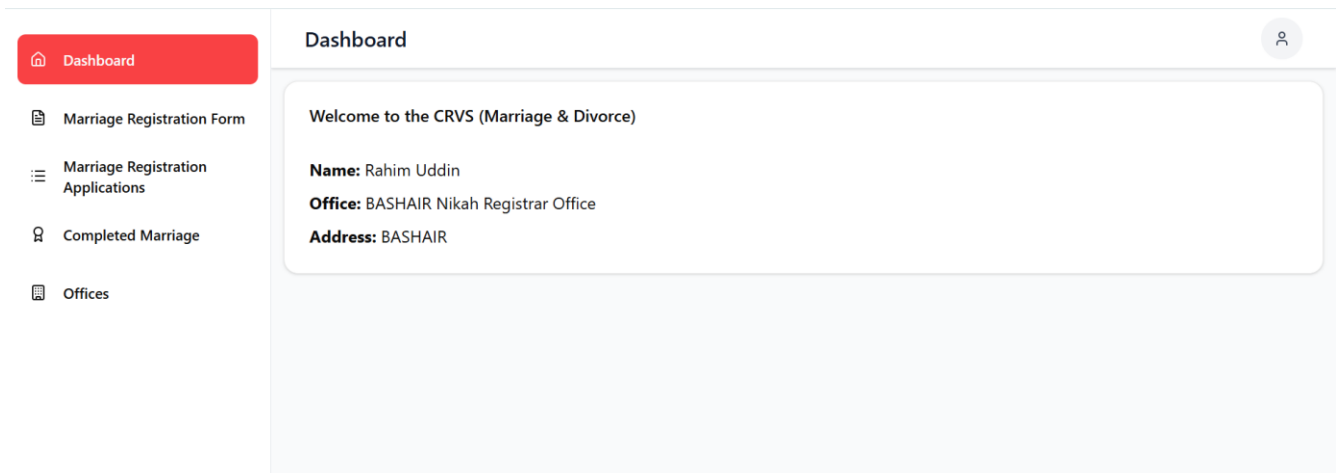 Dashboard
Marriage Registration Form
Marriage Registration
Applications
Completed Marriage
Offices
Dashboard
Welcome to the CRVS (Marriage & Divorce)
Name: Rahim Uddin
Office: BASHAIR Nikah Registrar Office
Address: BASHAIR